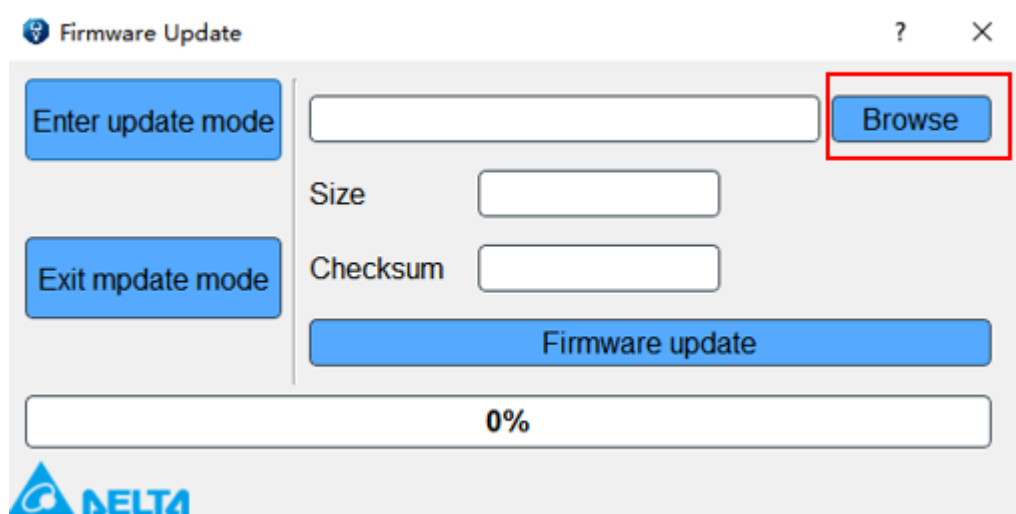 Firmware Update
?
Enter update mode
Browse
Size
Exit mpdate mode
Checksum
Firmware update
0%
DELTA